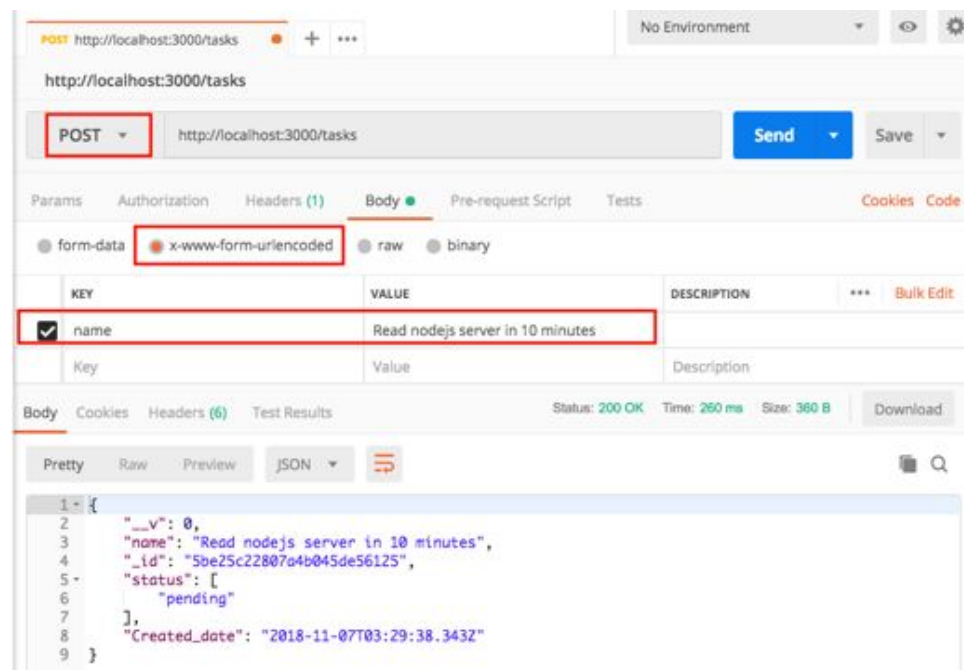 POST http://localhost:3000/tasks
No Environment
http://localhost:3000/tasks
POST http://localhost:3000/tasks Send Save
Params Authorization Headers (1) Body Pre-request Script Tests Cookies Code
form-data x-www-form-urlencoded raw binary
KEY VALUE DESCRIPTION Bulk Edit
name Read nodejs server in 10 minutes
Key Value Description
Body Cookies Headers (6) Test Results Status: 200 OK Time: 260 ms Size: 360 B Download
Pretty Raw Preview JSON
1 {
2 "__v": 0,
3 "name": "Read nodejs server in 10 minutes",
4 "_id": "5be25c22807a4b045de56125",
5 "status": [
6 "pending"
7 ],
8 "Created_date": "2018-11-07T03:29:38.343Z"
9 }